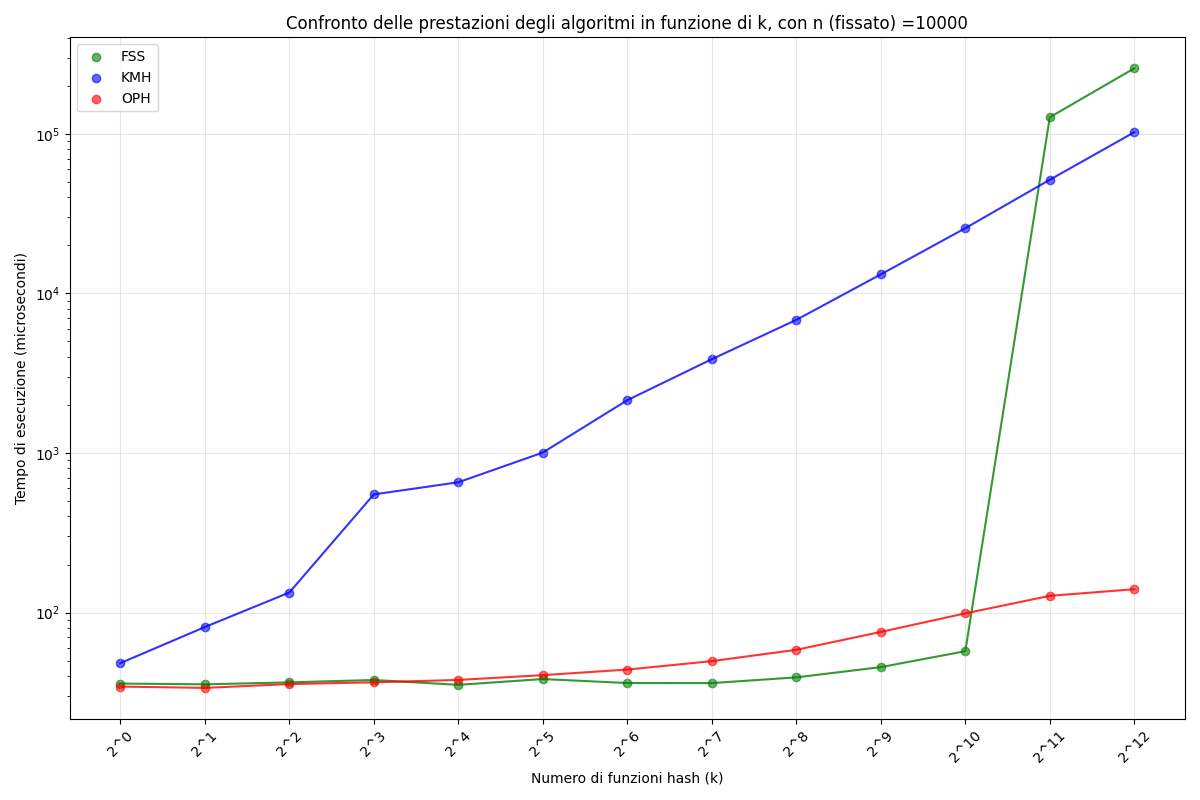 Confronto delle prestazioni degli algoritmi in funzione di k, con n (fissato) =10000
FSS
KMH
OPH
Tempo di esecuzione (microsecondi)
10^5
10^4
10^3
10^2
2^0
2^1
2^2
2^3
2^4
2^5
2^6
2^7
2^8
2^9
2^10
2^11
2^12
Numero di funzioni hash (k)